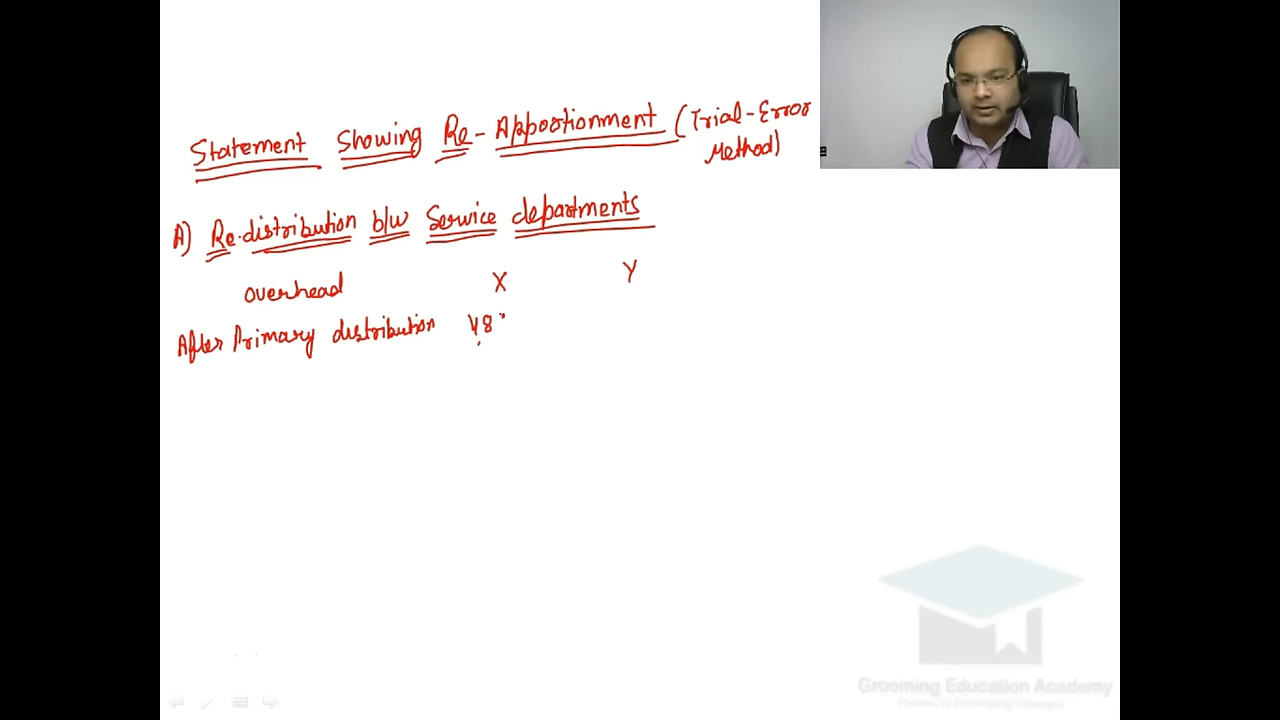 Statement Showing Re-Apportionment (Trial-Error
Method)
A) Re-distribution b/w Service departments
overhead X Y
After Primary distribution 48
Grooming Education Academy